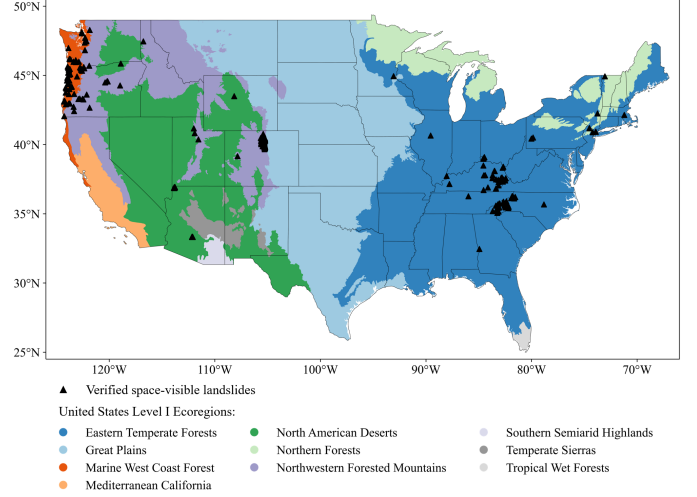 50°N
45°N
40°N
35°N
30°N
25°N
120°W 110°W 100°W 90°W 80°W 70°W
Verified space-visible landslides
United States Level I Ecoregions:
Eastern Temperate Forests North American Deserts Southern Semiarid Highlands
Great Plains Northern Forests Temperate Sierras
Marine West Coast Forest Northwestern Forested Mountains Tropical Wet Forests
Mediterranean California